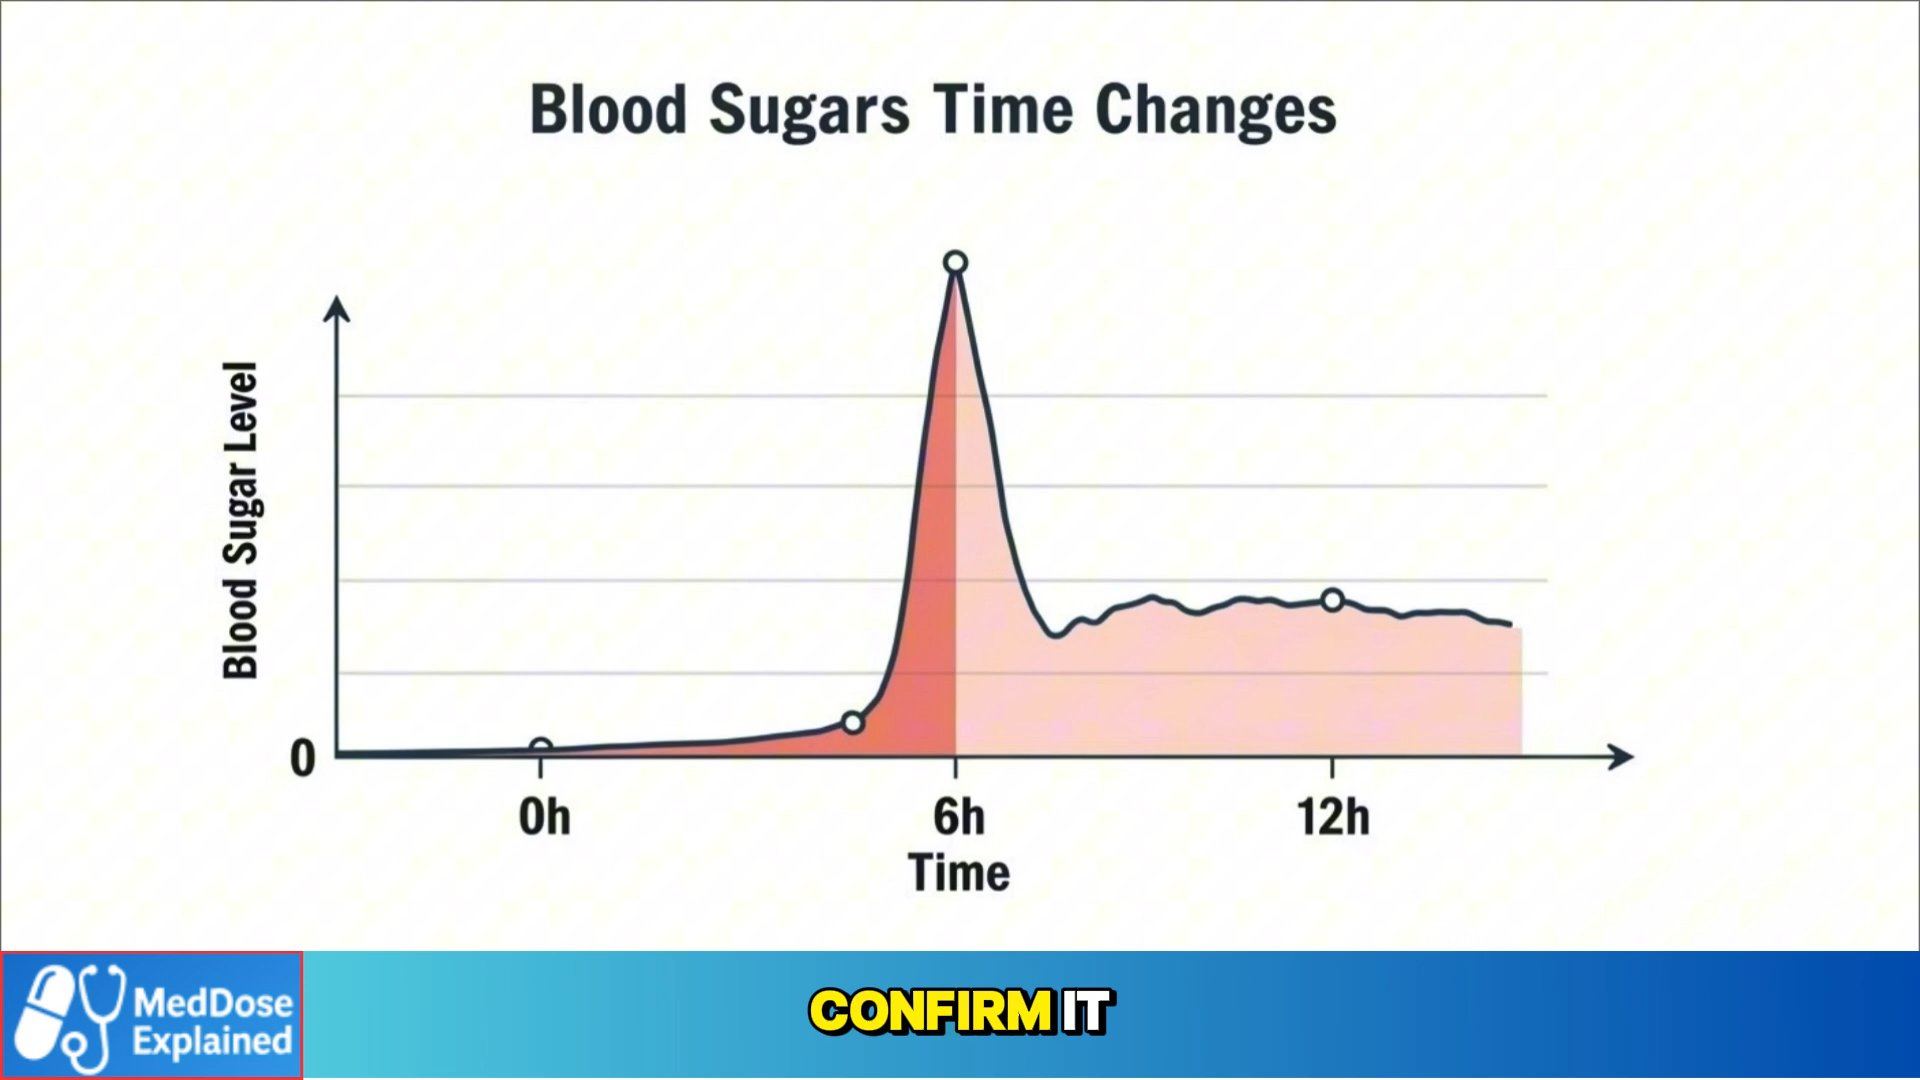 Blood Sugars Time Changes
Blood Sugar Level
0
0h
6h
12h
Time
MedDose
Explained
CONFIRM IT